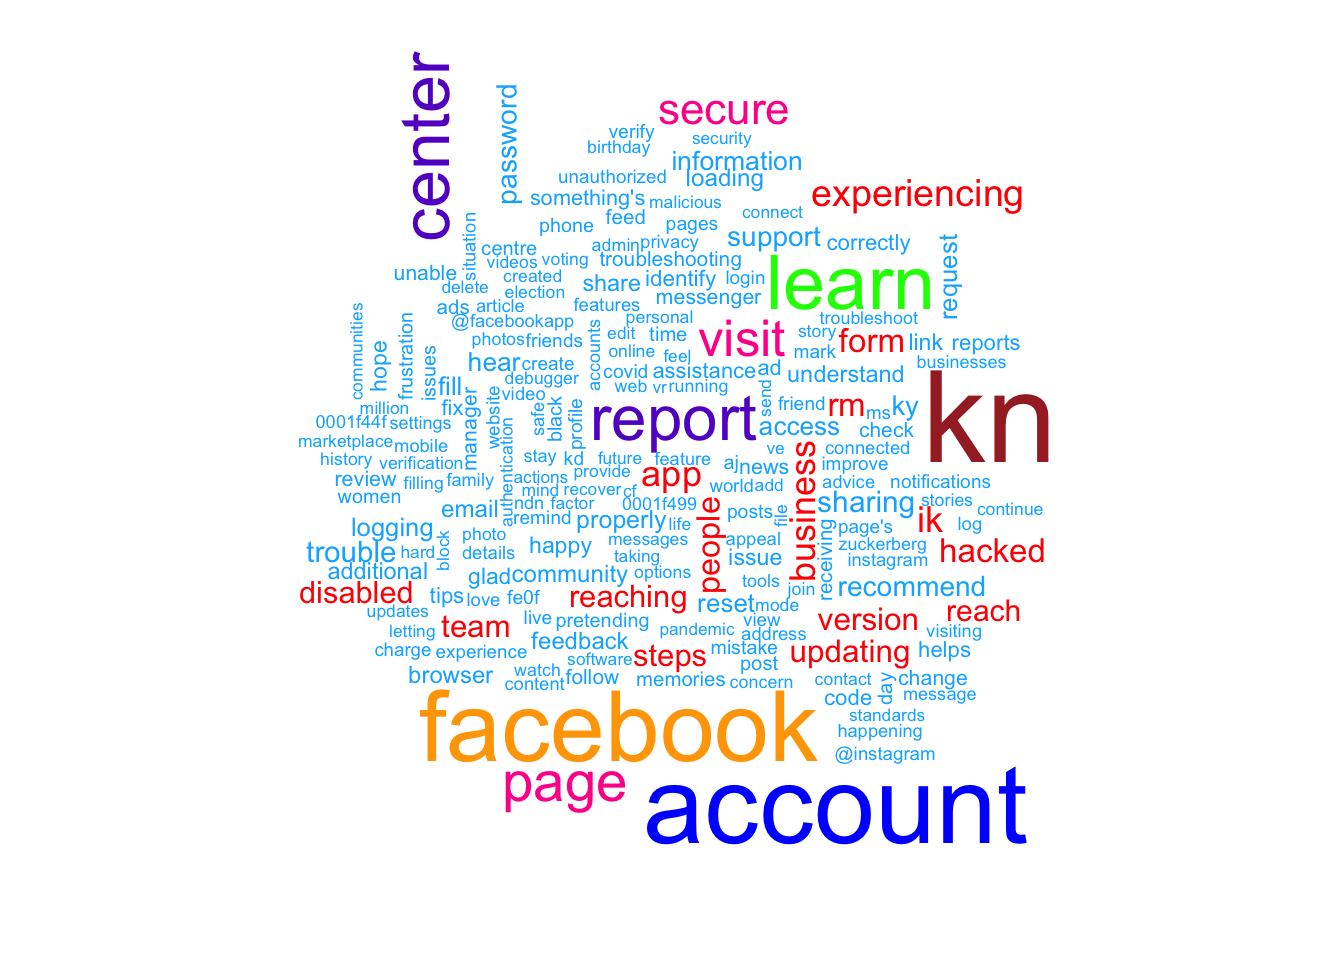 center
password
secure
verify
security
birthday
information
unauthorized
loading
experiencing
something's
malicious
phone
feed
pages
connect
situation
centre
admin
privacy
support
correctly
request
videos
voting
troubleshooting
unable
created
share
identify
login
learn
delete
election
ads
article
features
messenger
communities
@facebookapp
personal
troubleshoot
hope
frustration
photos
friends
accounts
edit
time
visit
story
form
link
reports
issues
hear
create
online
feel
mark
businesses
debugger
covid
assistance
ad
understand
fill
video
web
vr
running
send
kn
million
manager
website
safe
black
profile
report
friend
rm
ms
ky
0001f44f
settings
fix
access
check
marketplace
mobile
authentication
stay
kd
future
feature
aj
news
ve
business
connected
history
verification
actions
provide
app
improve
review
filling
family
mind
recover
cf
world
add
advice
notifications
women
ndn
factor
0001f499
people
posts
file
sharing
stories
continue
email
remind
properly
life
ik
log
logging
photo
messages
appeal
receiving
page's
trouble
hard
block
details
happy
taking
issue
zuckerberg
hacked
instagram
additional
glad
community
options
tools
join
recommend
disabled
tips
love
fe0f
reaching
reset
mode
reach
updates
team
live
pretending
view
version
letting
feedback
pandemic
address
visiting
charge
experience
software
steps
mistake
updating
helps
browser
watch
follow
post
content
memories
concern
contact
day
change
code
message
facebook
standards
happening
@instagram
page
account